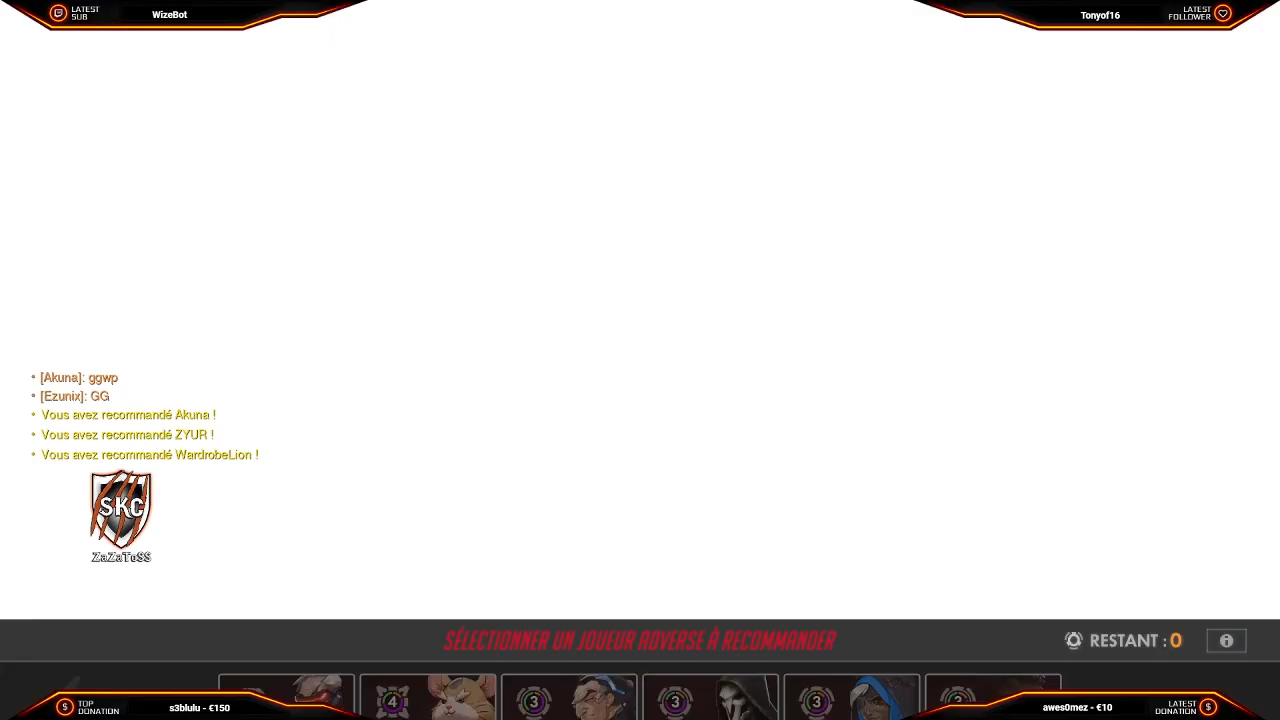 LATEST
SUB
WizeBot
Tonyof16
LATEST
FOLLOWER
• [Akuna]: ggwp
• [Ezunix]: GG
• Vous avez recommandé Akuna !
• Vous avez recommandé ZYUR !
• Vous avez recommandé WardrobeLion !
SKC
ZaZaToSS
SÉLECTIONNER UN JOUEUR ADVERSE À RECOMMANDER
RESTANT : 0
4
3
3
3
TOP
DONATION
s3blulu - €150
awes0mez - €10
LATEST
DONATION